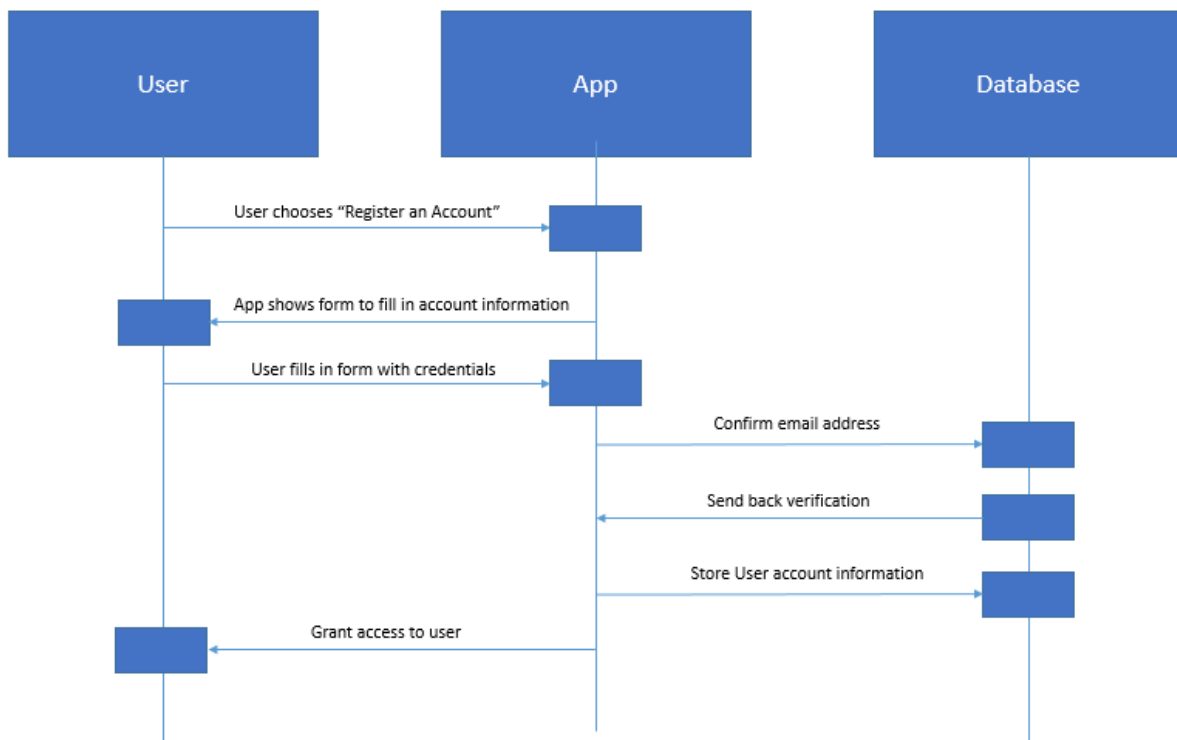 User
App
Database
User chooses “Register an Account”
App shows form to fill in account information
User fills in form with credentials
Confirm email address
Send back verification
Store User account information
Grant access to user